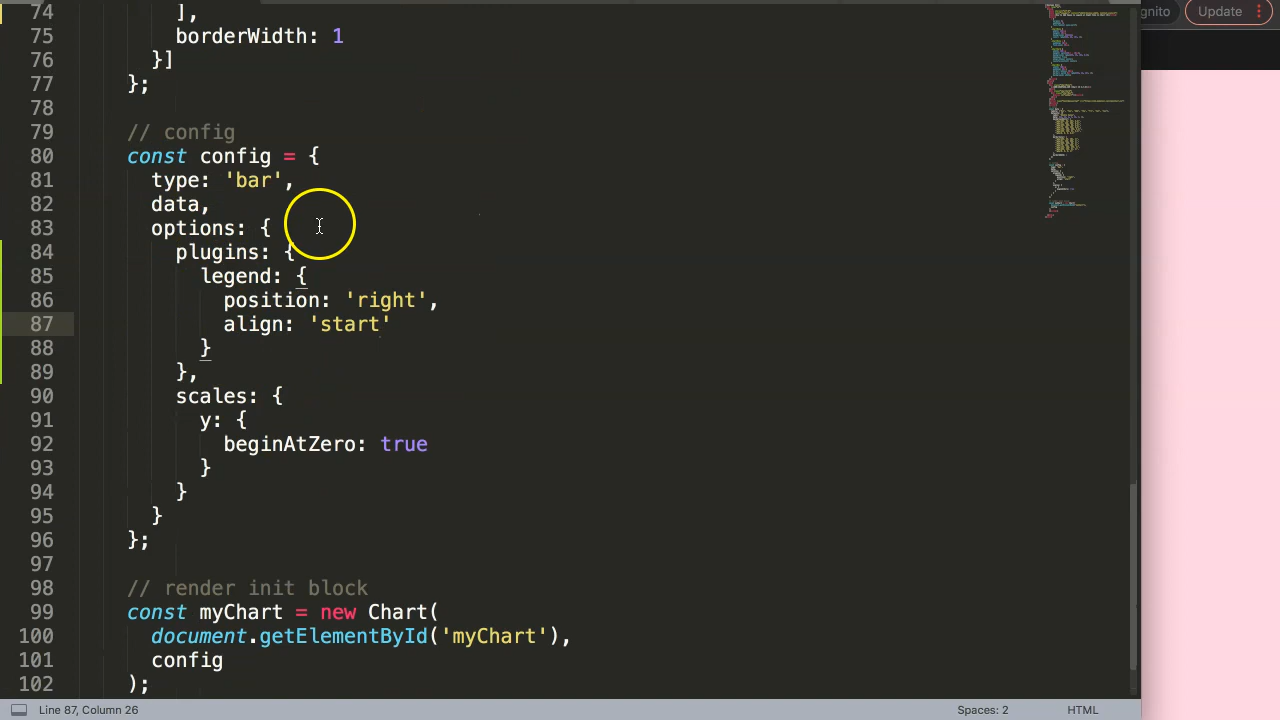 nito
Update
74 ],
75 borderWidth: 1
76 }]
77 };
78
79 // config
80 const config = {
81 type: 'bar',
82 data,
83 options: {
84 plugins: {
85 legend: {
86 position: 'right',
87 align: 'start'
88 }
89 },
90 scales: {
91 y: {
92 beginAtZero: true
93 }
94 }
95 }
96 };
97
98 // render init block
99 const myChart = new Chart(
100 document.getElementById('myChart'),
101 config
102 );
Line 87, Column 26 Spaces: 2 HTML